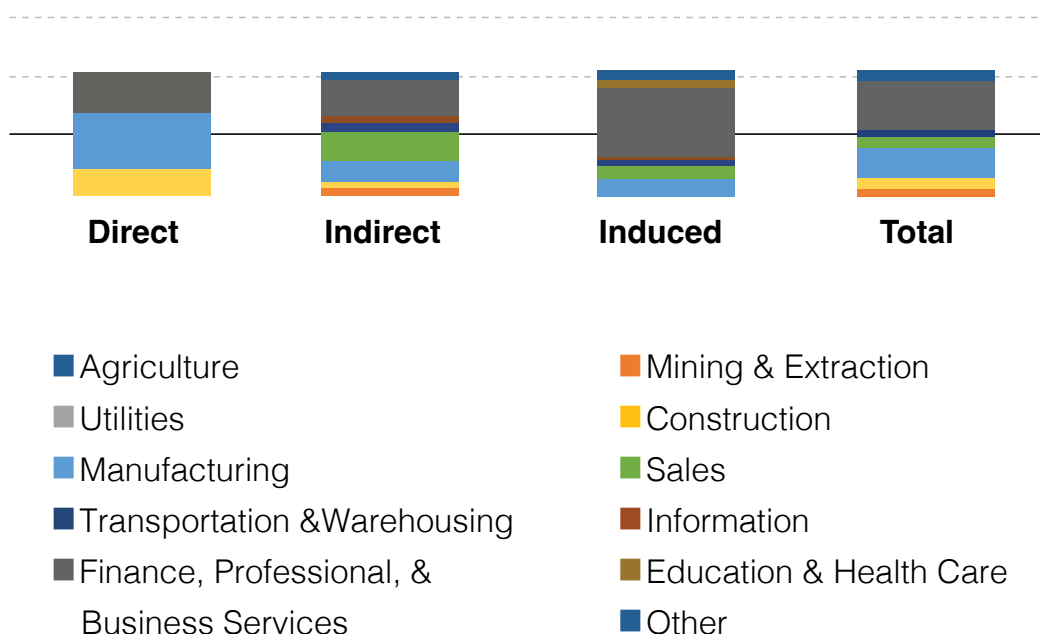 Direct Indirect Induced Total
Agriculture
Utilities
Manufacturing
Transportation &Warehousing
Finance, Professional, &
Business Services
Mining & Extraction
Construction
Sales
Information
Education & Health Care
Other